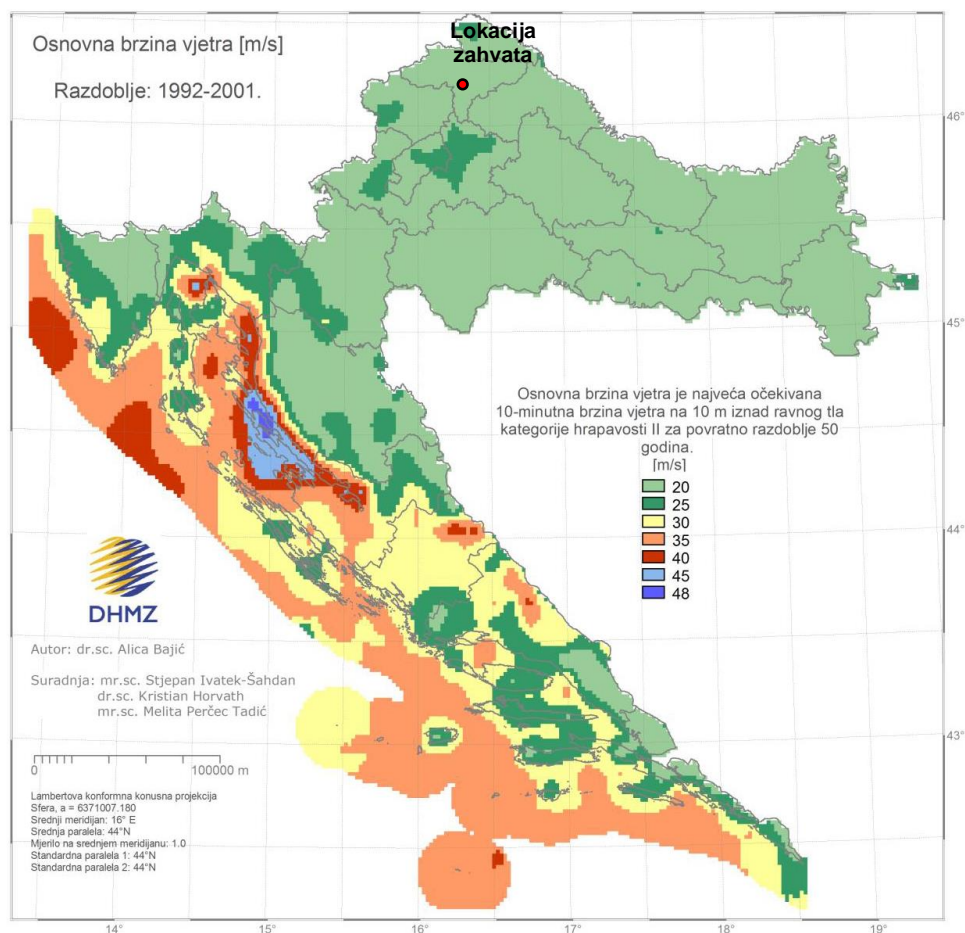 Osnovna brzina vjetra [m/s]
Razdoblje: 1992-2001.
Lokacija
zahvata
46°
45°
44°
43°
Osnovna brzina vjetra je najveća očekivana
10-minutna brzina vjetra na 10 m iznad ravnog tla
kategorije hrapavosti II za povratno razdoblje 50
godina.
[m/s]
20
25
30
35
40
45
48
DHMZ
Autor: dr.sc. Alica Bajić
Suradnja: mr.sc. Stjepan Ivatek-Šahdan
dr.sc. Kristian Horvath
mr.sc. Melita Perčec Tadić
0 100000 m
Lambertova konformna konusna projekcija
Sfera, a = 6371007.180
Srednji meridijan: 16° E
Srednja paralela: 44°N
Mjerilo na srednjem meridijanu: 1.0
Standardna paralela 1: 44°N
Standardna paralela 2: 44°N
14° 15° 16° 17° 18° 19°